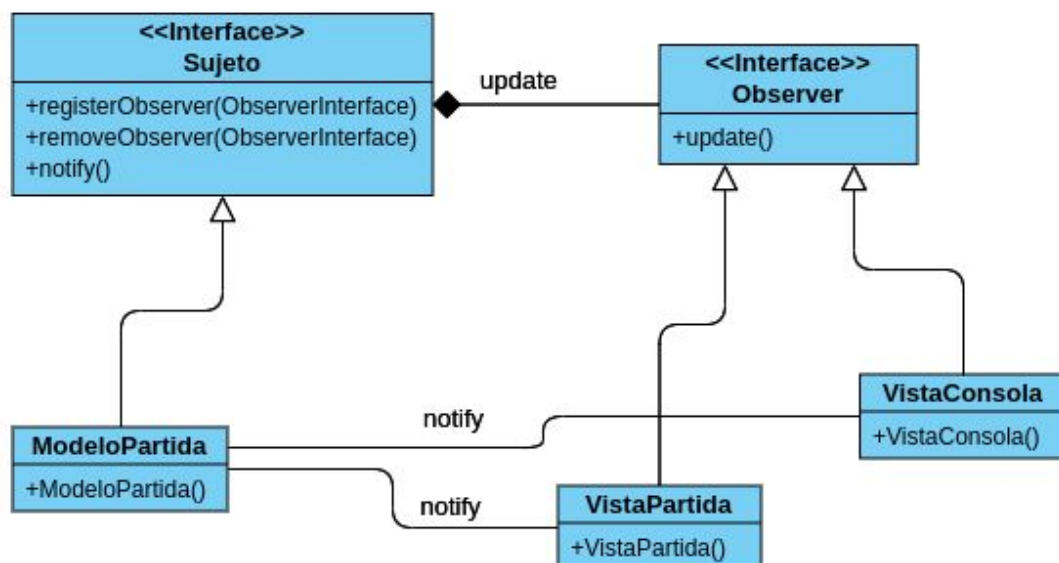 <<Interface>>
Sujeto
+registerObserver(ObserverInterface)
+removeObserver(ObserverInterface)
+notify()
update
<<Interface>>
Observer
+update()
ModeloPartida
+ModeloPartida()
notify
notify
VistaPartida
+VistaPartida()
VistaConsola
+VistaConsola()